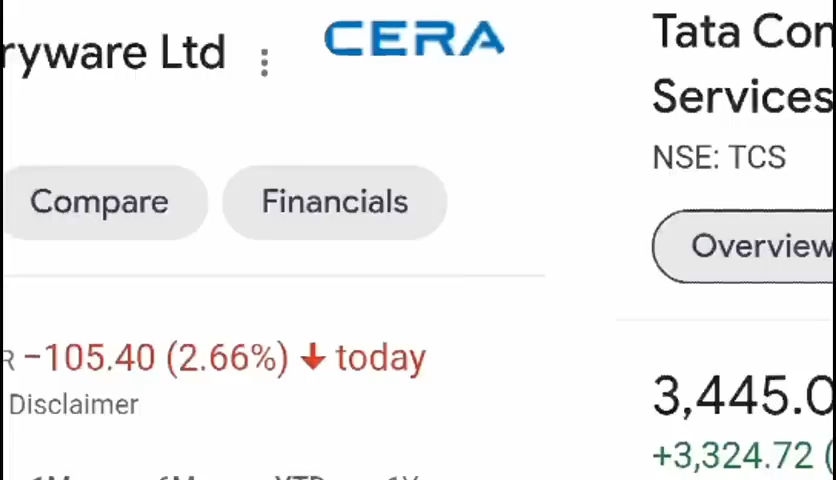 ryware Ltd
CERA
Compare
Financials
−105.40 (2.66%) ↓ today
Disclaimer
Tata Con
Services
NSE: TCS
Overview
3,445.0
+3,324.72 (